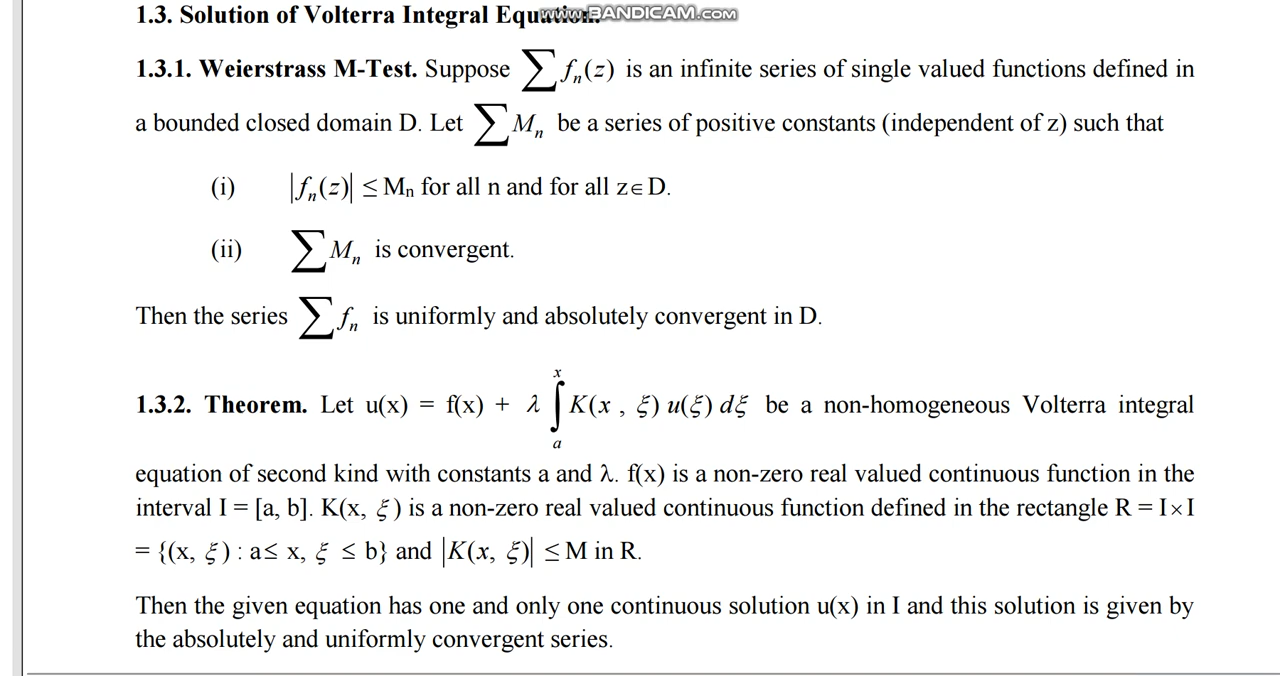 1.3. Solution of Volterra Integral Equation.
www.BANDICAM.COM
1.3.1. Weierstrass M-Test. Suppose ∑ fₙ(z) is an infinite series of single valued functions defined in
a bounded closed domain D. Let ∑ Mₙ be a series of positive constants (independent of z) such that
(i) |fₙ(z)| ≤ Mₙ for all n and for all z∈D.
(ii) ∑ Mₙ is convergent.
Then the series ∑ fₙ is uniformly and absolutely convergent in D.
1.3.2. Theorem. Let u(x) = f(x) + λ ∫ₐˣ K(x , ξ) u(ξ) dξ be a non-homogeneous Volterra integral
equation of second kind with constants a and λ. f(x) is a non-zero real valued continuous function in the
interval I = [a, b]. K(x, ξ) is a non-zero real valued continuous function defined in the rectangle R = I×I
= {(x, ξ) : a≤ x, ξ ≤ b} and |K(x, ξ)| ≤ M in R.
Then the given equation has one and only one continuous solution u(x) in I and this solution is given by
the absolutely and uniformly convergent series.